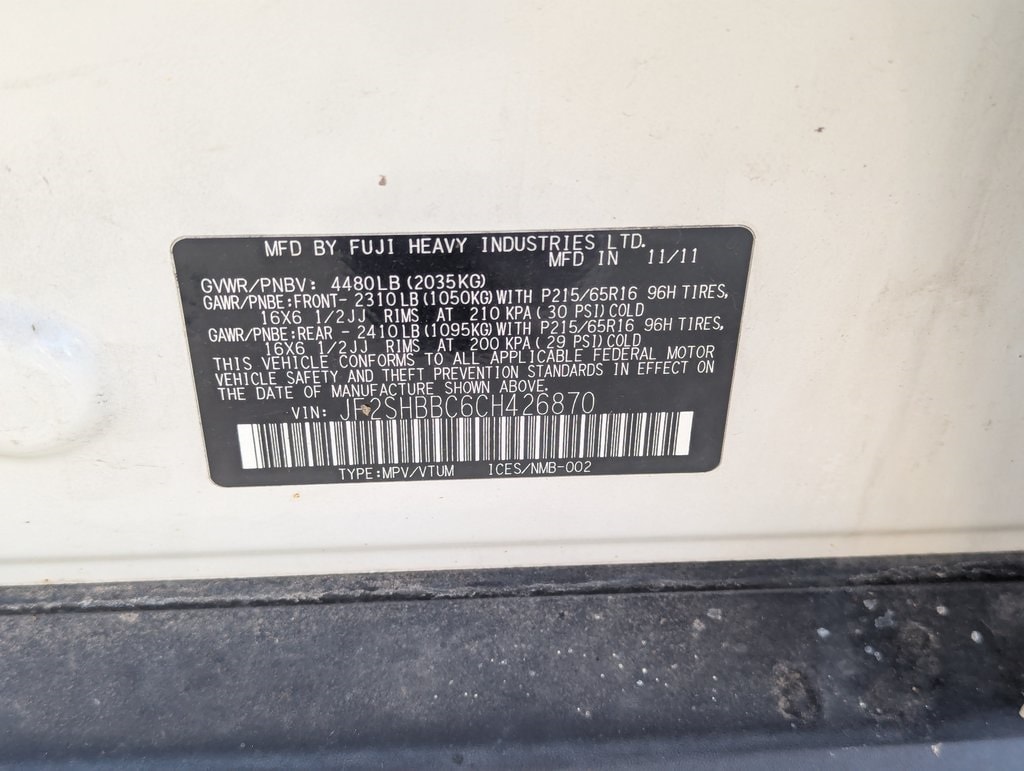 MFD BY FUJI HEAVY INDUSTRIES LTD.
MFD IN 11/11
GVWR/PNBV: 4480LB (2035KG)
GAWR/PNBE:FRONT- 2310LB (1050KG) WITH P215/65R16 96H TIRES,
16X6 1/2JJ RIMS AT 210 KPA ( 30 PSI) COLD
GAWR/PNBE:REAR - 2410LB (1095KG) WITH P215/65R16 96H TIRES,
16X6 1/2JJ RIMS AT 200 KPA ( 29 PSI) COLD
THIS VEHICLE CONFORMS TO ALL APPLICABLE FEDERAL MOTOR
VEHICLE SAFETY AND THEFT PREVENTION STANDARDS IN EFFECT ON
THE DATE OF MANUFACTURE SHOWN ABOVE.
VIN: JF2SHBBC6CH426870
TYPE:MPV/VTUM ICES/NMB-002